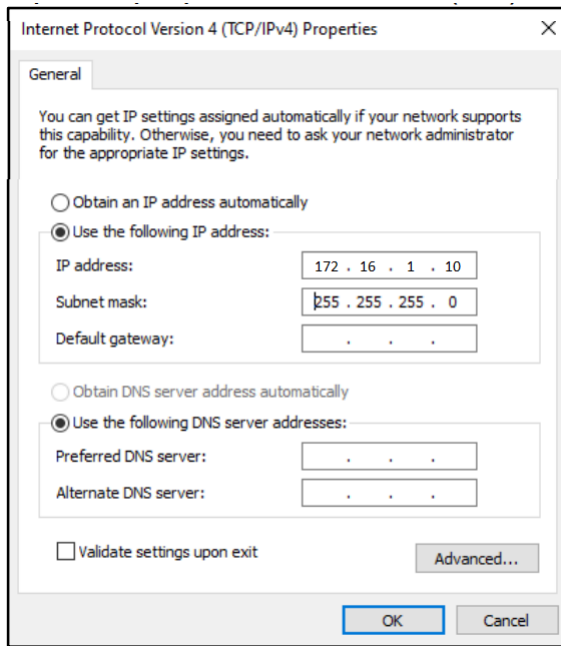 Internet Protocol Version 4 (TCP/IPv4) Properties
General
You can get IP settings assigned automatically if your network supports
this capability. Otherwise, you need to ask your network administrator
for the appropriate IP settings.
Obtain an IP address automatically
Use the following IP address:
IP address: 172 . 16 . 1 . 10
Subnet mask: 255 . 255 . 255 . 0
Default gateway: . . .
Obtain DNS server address automatically
Use the following DNS server addresses:
Preferred DNS server: . . .
Alternate DNS server: . . .
Validate settings upon exit
Advanced...
OK Cancel